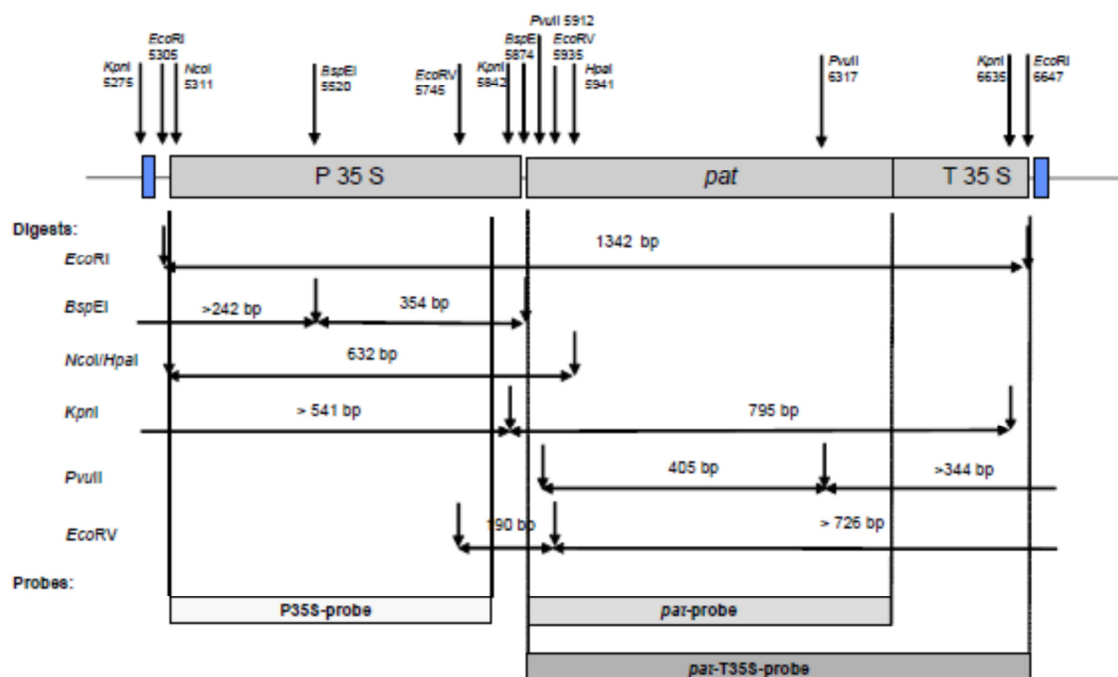 PvuII 5912
EcoRI
5305
BspEI
5874
EcoRV
5935
KpnI
5275
NcoI
5311
BspEI
5520
EcoRV
5745
KpnI
5842
HpaI
5941
PvuII
6317
KpnI
6635
EcoRI
6647
P 35 S
pat
T 35 S
Digests:
EcoRI
1342 bp
BspEI
>242 bp
354 bp
NcoI/HpaI
632 bp
KpnI
> 541 bp
795 bp
PvuII
405 bp
>344 bp
EcoRV
190 bp
> 726 bp
Probes:
P35S-probe
pat-probe
pat-T35S-probe